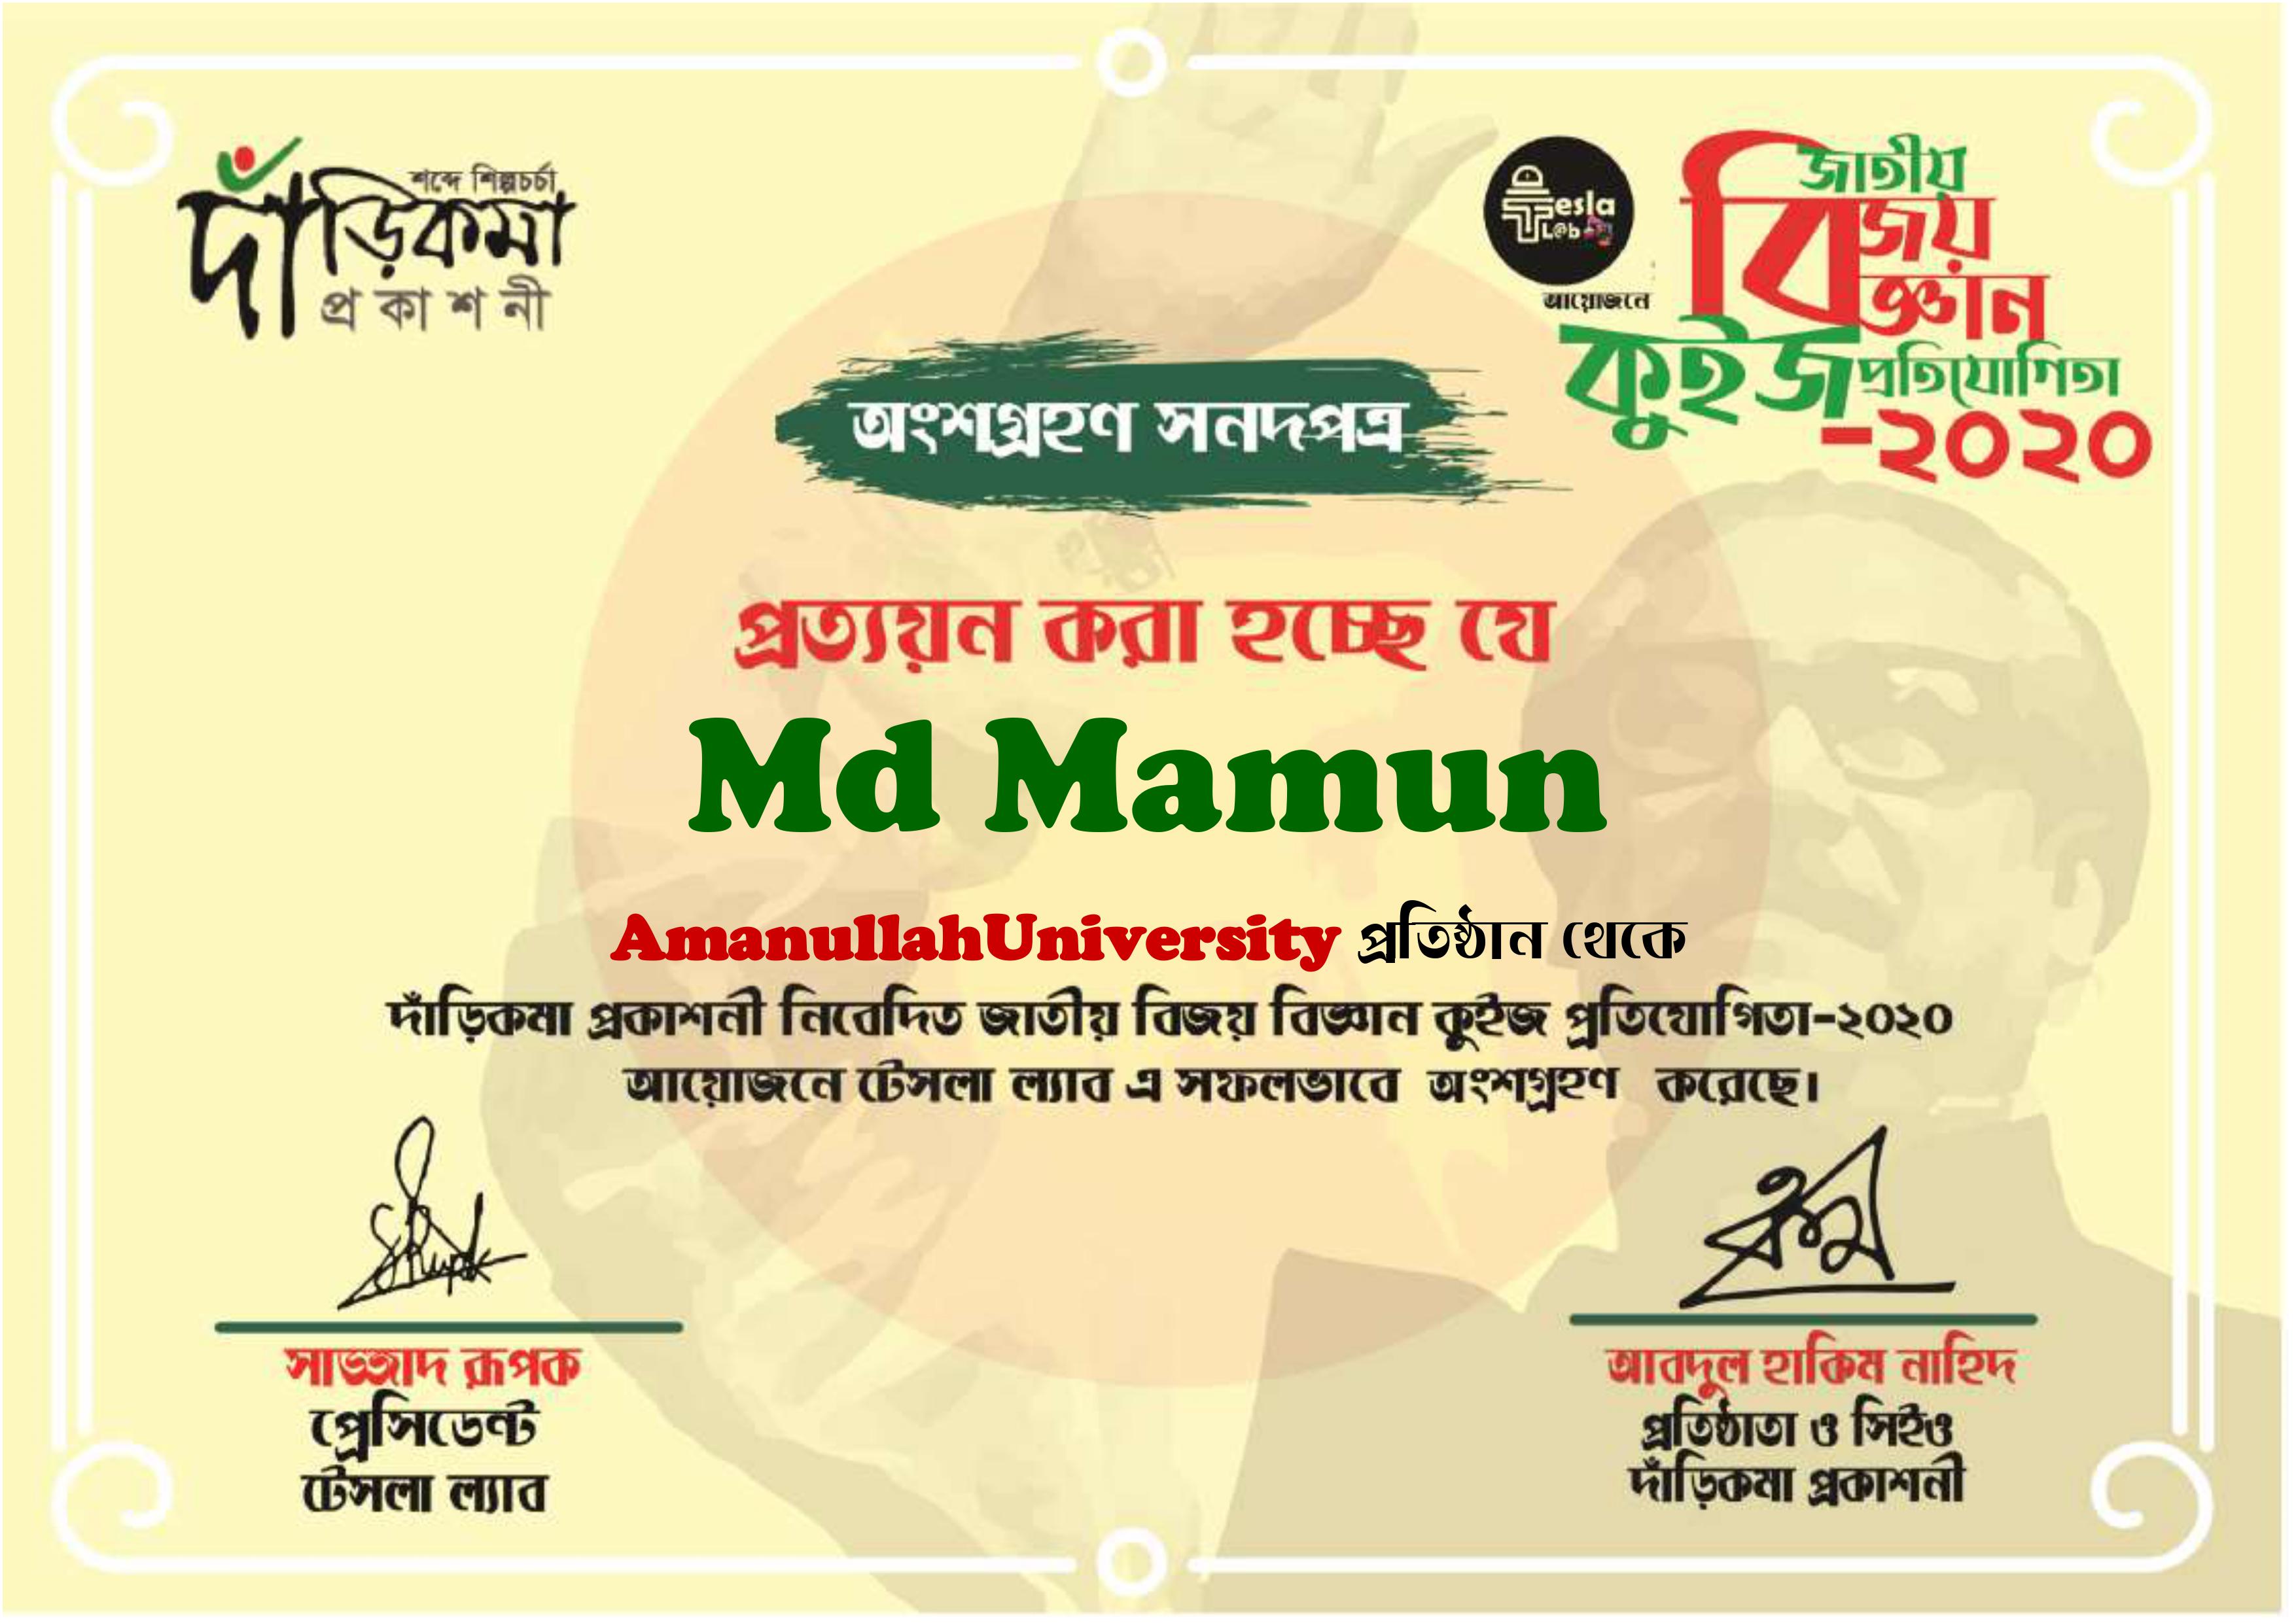 শব্দে শিল্পচর্চা
দাঁড়িকমা
প্রকাশনী
Tesla
L@b
আয়োজনে
জাতীয়
বিজয়
বিজ্ঞান
কুইজ প্রতিযোগিতা
-২০২০
অংশগ্রহণ সনদপত্র
প্রত্যয়ন করা হচ্ছে যে
Md Mamun
AmanullahUniversity প্রতিষ্ঠান থেকে
দাঁড়িকমা প্রকাশনী নিবেদিত জাতীয় বিজয় বিজ্ঞান কুইজ প্রতিযোগিতা-২০২০
আয়োজনে টেসলা ল্যাব এ সফলভাবে অংশগ্রহণ করেছে।
সাজ্জাদ রূপক
প্রেসিডেন্ট
টেসলা ল্যাব
আবদুল হাকিম নাহিদ
প্রতিষ্ঠাতা ও সিইও
দাঁড়িকমা প্রকাশনী